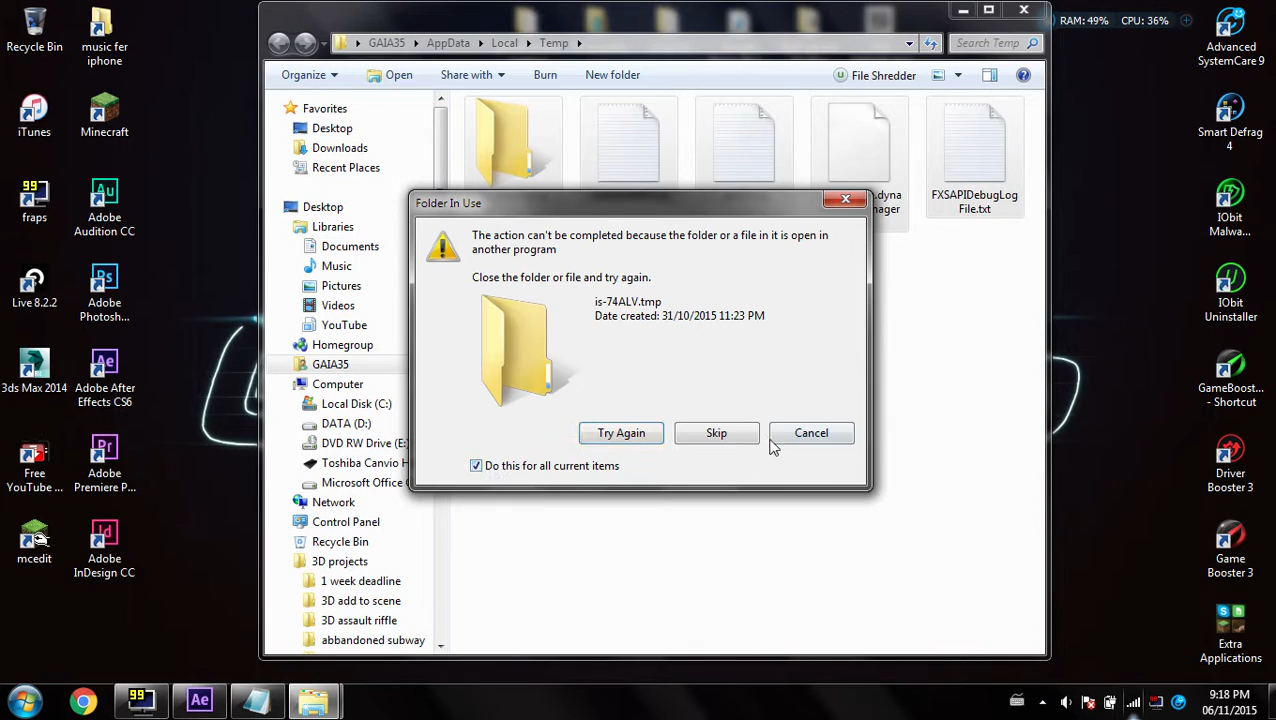 Recycle Bin
music fer
iphone
iTunes
Minecraft
fraps
Adobe
Audition CC
Live 8.2.2
Adobe
Photosh...
3ds Max 2014
Adobe After
Effects CS6
Free
YouTube ...
Adobe
Premiere P...
mcedit
Adobe
InDesign CC
GAIA35
AppData
Local
Temp
Search Temp
Organize
Open
Share with
Burn
New folder
File Shredder
Favorites
Desktop
Downloads
Recent Places
Desktop
Libraries
Documents
Music
Pictures
Videos
YouTube
Homegroup
GAIA35
Computer
Local Disk (C:)
DATA (D:)
DVD RW Drive (E:
Toshiba Canvio H
Microsoft Office
Network
Control Panel
Recycle Bin
3D projects
1 week deadline
3D add to scene
3D assault riffle
abbandoned subway
.dyna
nager
FXSAPIDebugLog
File.txt
Folder In Use
The action can't be completed because the folder or a file in it is open in
another program
Close the folder or file and try again.
is-74ALV.tmp
Date created: 31/10/2015 11:23 PM
Try Again
Skip
Cancel
Do this for all current items
RAM: 49%
CPU: 36%
Advanced
SystemCare 9
Smart Defrag
4
IObit
Malwa...
IObit
Uninstaller
GameBoost...
- Shortcut
Driver
Booster 3
Game
Booster 3
Extra
Applications
99
Ae
9:18 PM
06/11/2015